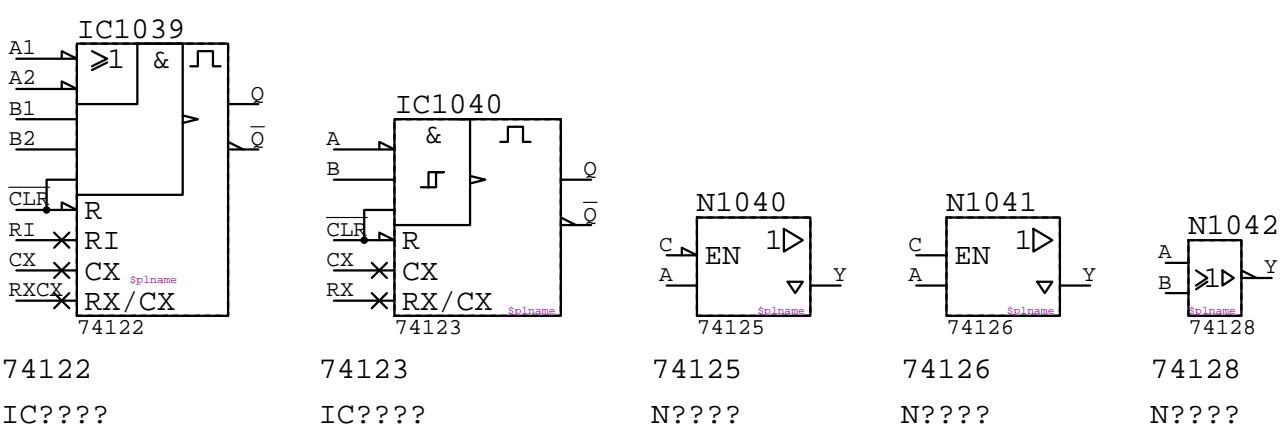 IC1039
A1
≥1
&
A2
B1
Q
B2
Q
CLR
R
RI
RI
CX
CX
$plname
RXCX
RX/CX
74122
74122
IC????
IC1040
&
A
B
Q
Q
CLR
R
CX
CX
RX
RX/CX
$plname
74123
74123
IC????
N1040
C
EN
1
A
Y
$plname
74125
74125
N????
N1041
C
EN
1
A
Y
$plname
74126
74126
N????
N1042
A
≥1
Y
B
$plname
74128
74128
N????